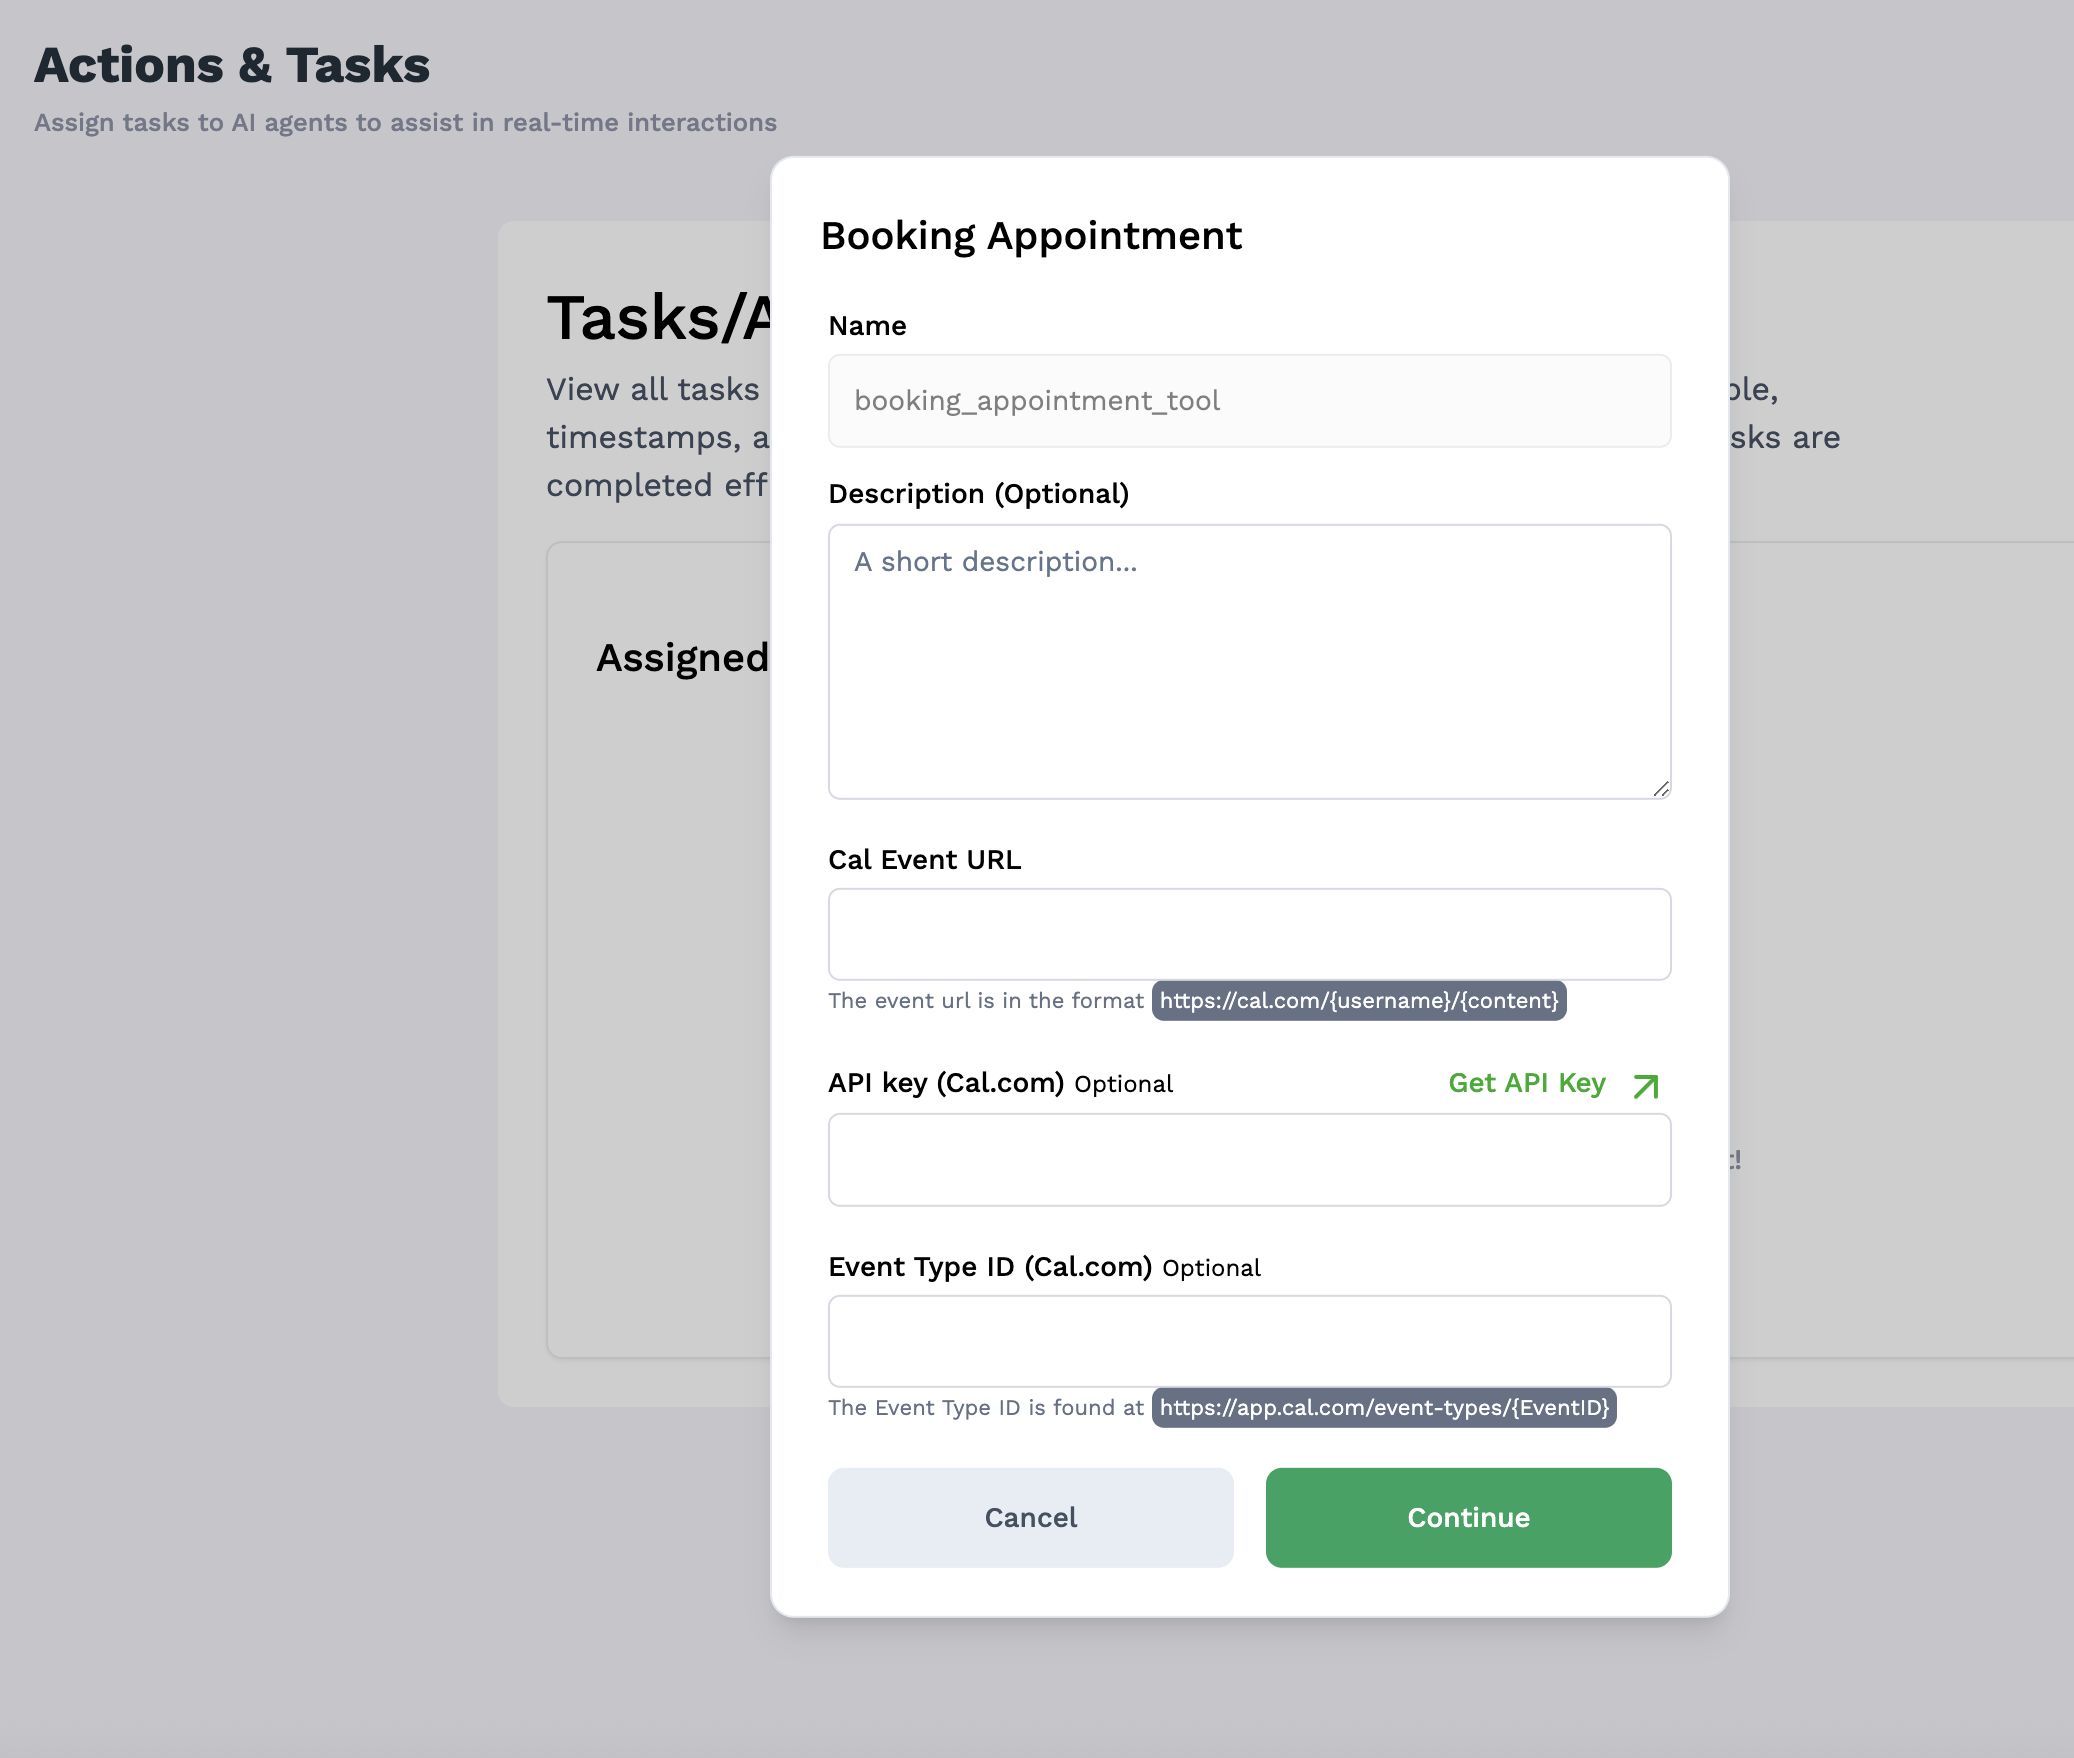 Actions & Tasks
Assign tasks to AI agents to assist in real-time interactions
Booking Appointment
Tasks/A
Name
View all tasks
booking_appointment_tool
timestamps, a
sks are
completed eff
Description (Optional)
A short description...
Assigned
Cal Event URL
The event url is in the format https://cal.com/{username}/{content}
API key (Cal.com) Optional
Get API Key
Event Type ID (Cal.com) Optional
The Event Type ID is found at https://app.cal.com/event-types/{EventID}
Cancel
Continue